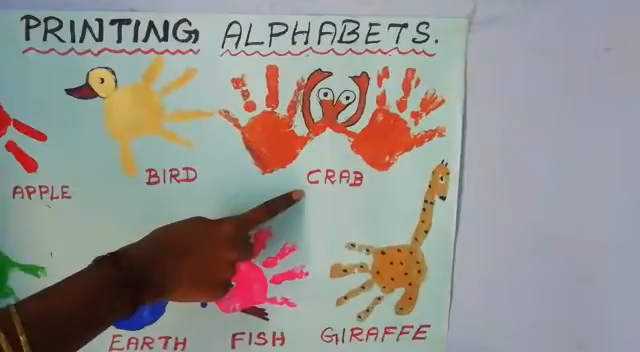 PRINTING ALPHABETS.
APPLE BIRD CRAB
EARTH FISH GIRAFFE